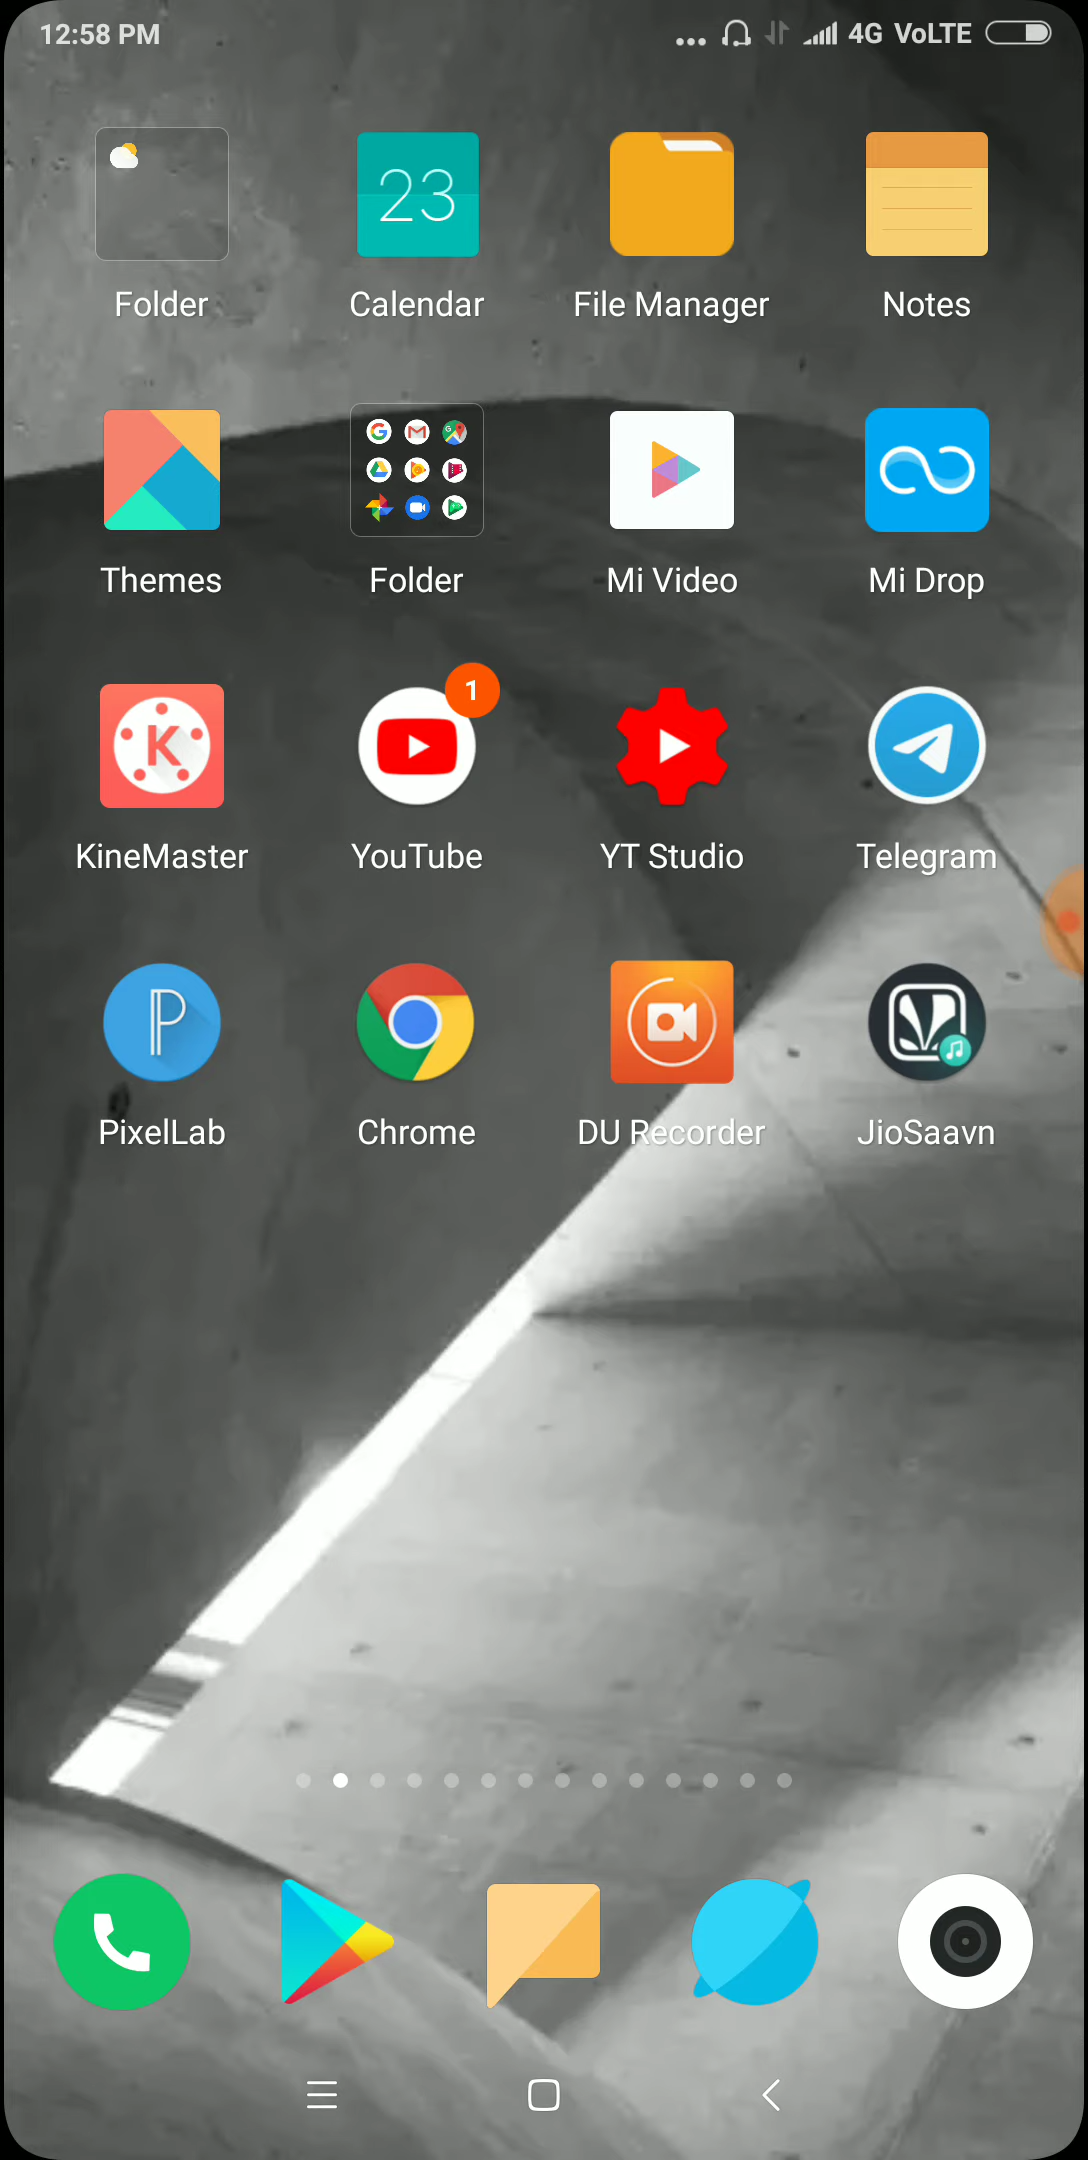 12:58 PM ... 4G VoLTE
23
Folder Calendar File Manager Notes
Themes Folder Mi Video Mi Drop
K 1
KineMaster YouTube YT Studio Telegram
P
PixelLab Chrome DU Recorder JioSaavn